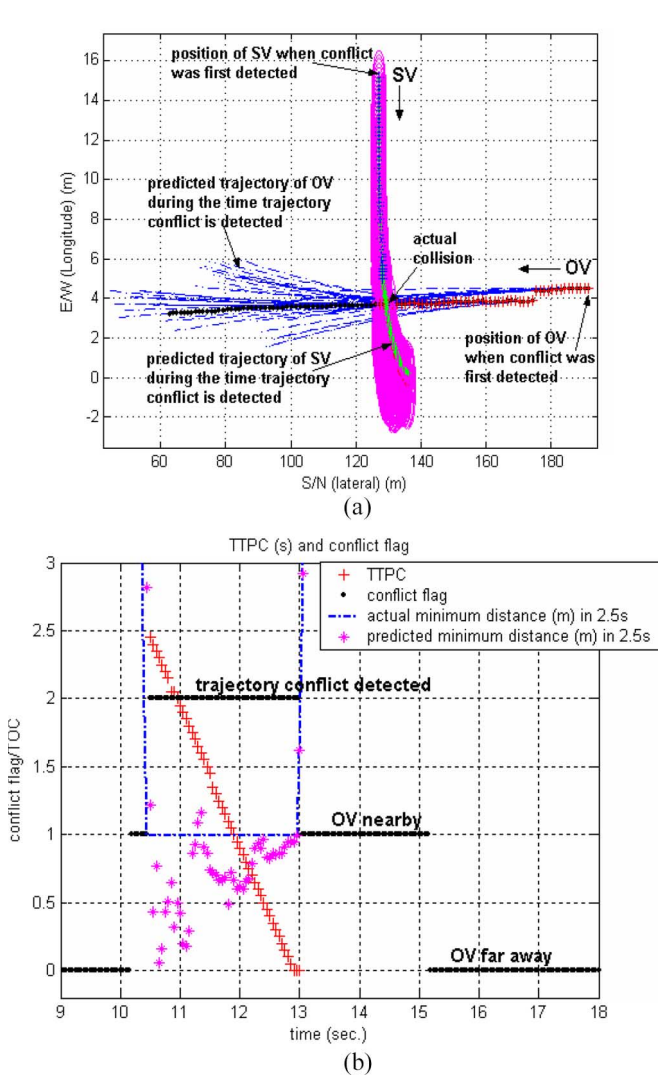 position of SV when conflict
was first detected
SV
predicted trajectory of OV
during the time trajectory
conflict is detected
actual
collision
OV
predicted trajectory of SV
during the time trajectory
conflict is detected
position of OV
when conflict was
first detected
16
14
12
10
8
6
4
2
0
-2
E/W (Longitude) (m)
60 80 100 120 140 160 180
S/N (lateral) (m)
(a)
TTPC (s) and conflict flag
TTPC
conflict flag
actual minimum distance (m) in 2.5s
predicted minimum distance (m) in 2.5s
trajectory conflict detected
OV nearby
OV far away
3
2.5
2
1.5
1
0.5
0
conflict flag/TOC
9 10 11 12 13 14 15 16 17 18
time (sec.)
(b)